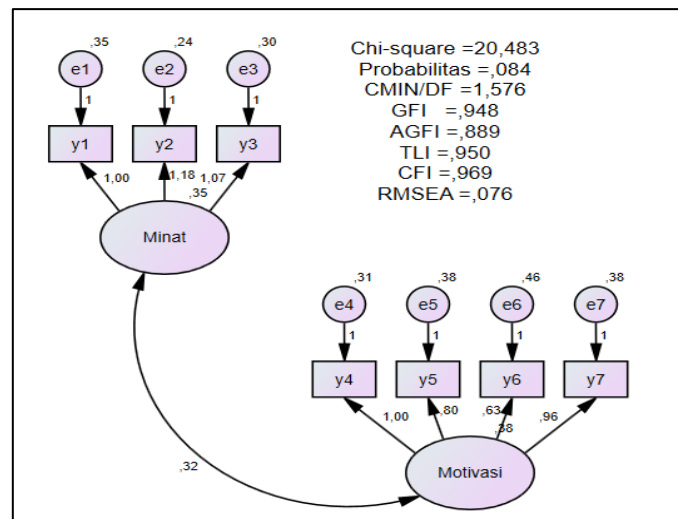 ,35
,24
,30
e1
e2
e3
1
1
1
y1
y2
y3
1,00
1,18
1,07
,35
Minat
Chi-square =20,483
Probabilitas =,084
CMIN/DF =1,576
GFI =,948
AGFI =,889
TLI =,950
CFI =,969
RMSEA =,076
,31
,38
,46
,38
e4
e5
e6
e7
1
1
1
1
y4
y5
y6
y7
1,00
,80
,63
,96
,38
Motivasi
,32